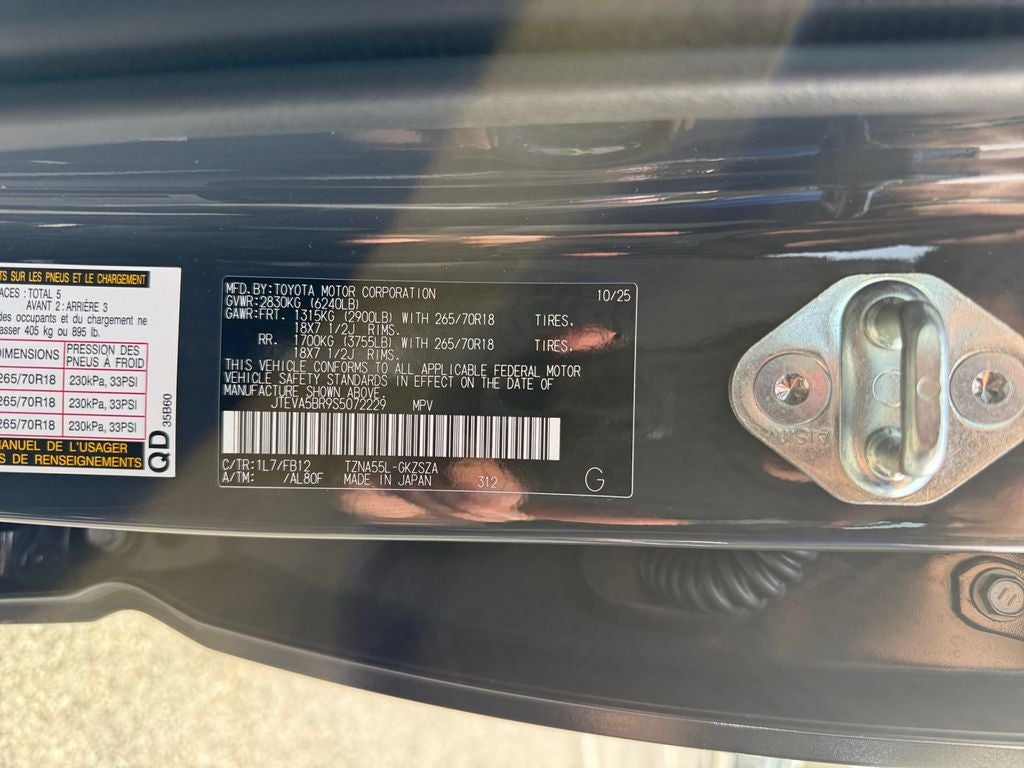 TS SUR LES PNEUS ET LE CHARGEMENT
ACES : TOTAL 5
AVANT 2 : ARRIÈRE 3
des occupants et du chargement ne
asser 405 kg ou 895 lb.
DIMENSIONS PRESSION DES PNEUS À FROID
265/70R18 230kPa, 33PSI
265/70R18 230kPa, 33PSI
265/70R18 230kPa, 33PSI
MANUEL DE L'USAGER
DE RENSEIGNEMENTS
QD 35B60
MFD.BY:TOYOTA MOTOR CORPORATION 10/25
GVWR:2830KG (6240LB)
GAWR:FRT. 1315KG (2900LB) WITH 265/70R18 TIRES.
18X7 1/2J RIMS.
RR. 1700KG (3755LB) WITH 265/70R18 TIRES.
18X7 1/2J RIMS.
THIS VEHICLE CONFORMS TO ALL APPLICABLE FEDERAL MOTOR
VEHICLE SAFETY STANDARDS IN EFFECT ON THE DATE OF
MANUFACTURE SHOWN ABOVE.
JTEVA5BR9S5072229 MPV
C/TR:1L7/FB12 TZNA55L-GKZSZA
A/TM: /AL80F MADE IN JAPAN 312 G